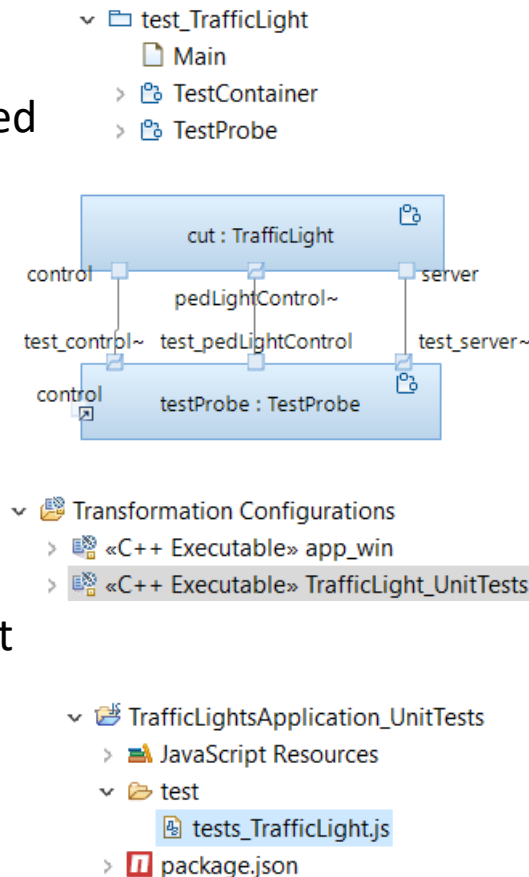 test_TrafficLight
Main
ed
TestContainer
TestProbe
cut : TrafficLight
control
server
pedLightControl~
test_control~ test_pedLightControl test_server~
control
testProbe : TestProbe
Transformation Configurations
«C++ Executable» app_win
«C++ Executable» TrafficLight_UnitTests
t
TrafficLightsApplication_UnitTests
JavaScript Resources
test
tests_TrafficLight.js
package.json